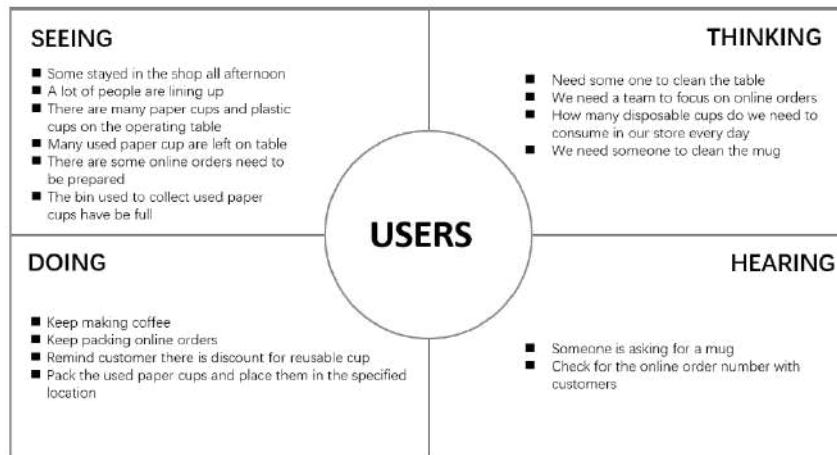 SEEING
■ Some stayed in the shop all afternoon
■ A lot of people are lining up
■ There are many paper cups and plastic
cups on the operating table
■ Many used paper cup are left on table
■ There are some online orders need to
be prepared
■ The bin used to collect used paper
cups have be full
THINKING
■ Need some one to clean the table
■ We need a team to focus on online orders
■ How many disposable cups do we need to
consume in our store every day
■ We need someone to clean the mug
USERS
DOING
■ Keep making coffee
■ Keep packing online orders
■ Remind customer there is discount for reusable cup
■ Pack the used paper cups and place them in the specified
location
HEARING
■ Someone is asking for a mug
■ Check for the online order number with
customers